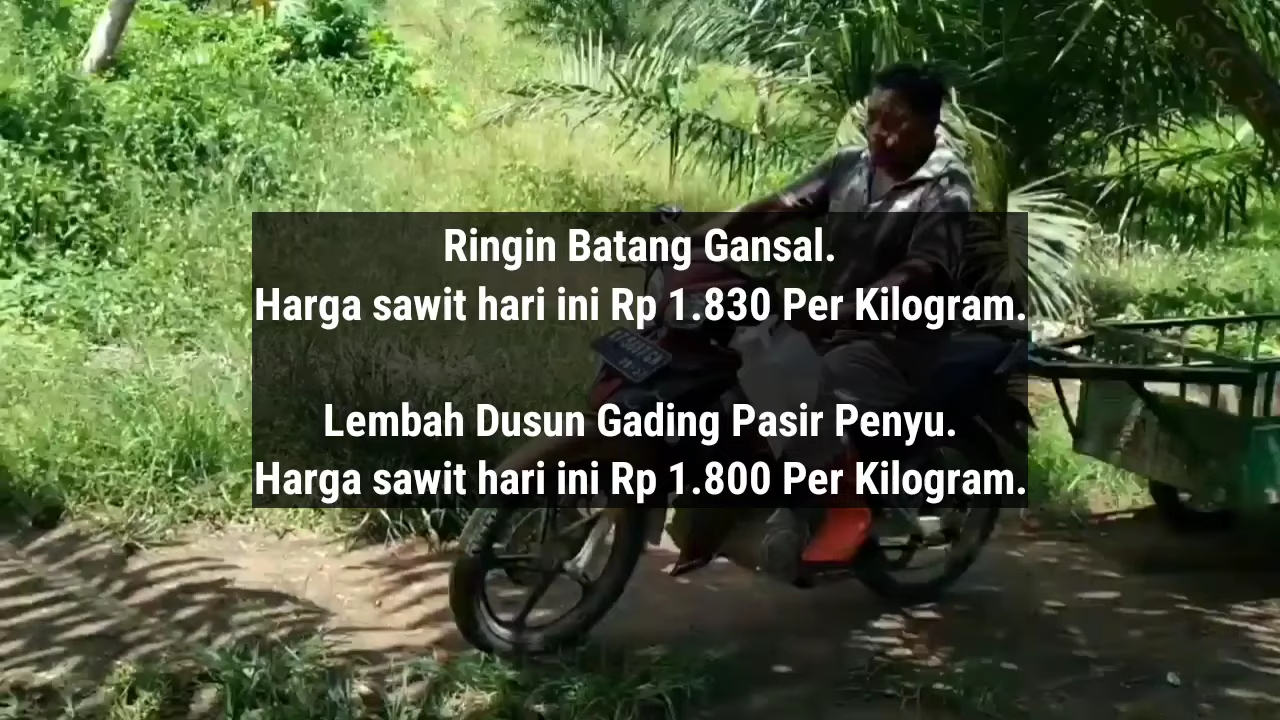 Ringin Batang Gansal.
Harga sawit hari ini Rp 1.830 Per Kilogram.
Lembah Dusun Gading Pasir Penyu.
Harga sawit hari ini Rp 1.800 Per Kilogram.